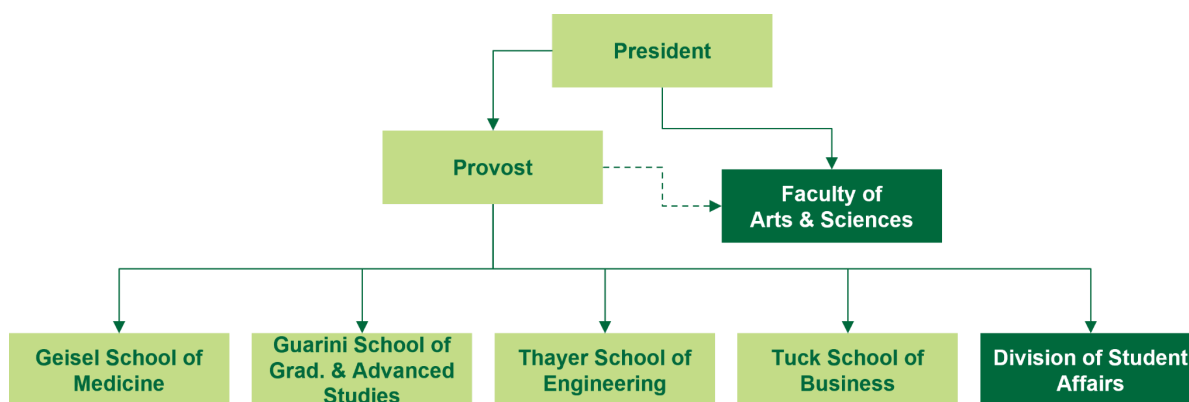 President
Provost
Faculty of
Arts & Sciences
Geisel School of
Medicine
Guarini School of
Grad. & Advanced
Studies
Thayer School of
Engineering
Tuck School of
Business
Division of Student
Affairs